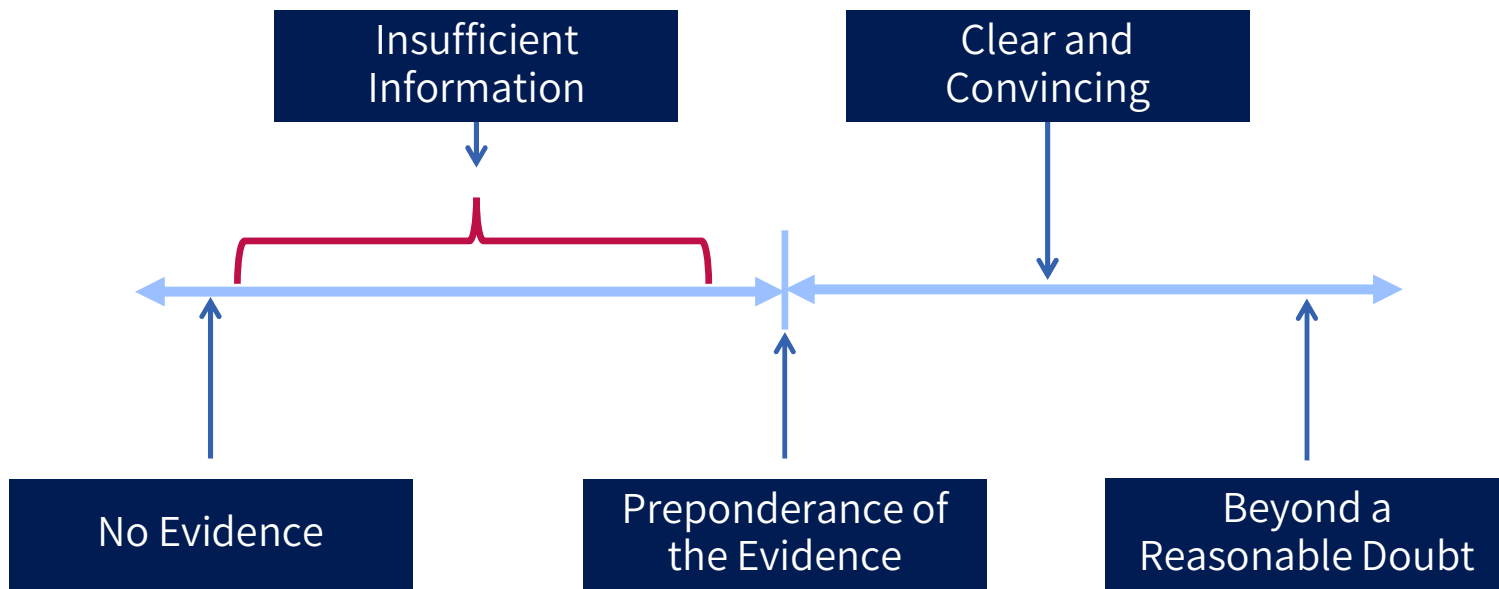 Insufficient
Information
Clear and
Convincing
No Evidence
Preponderance of
the Evidence
Beyond a
Reasonable Doubt